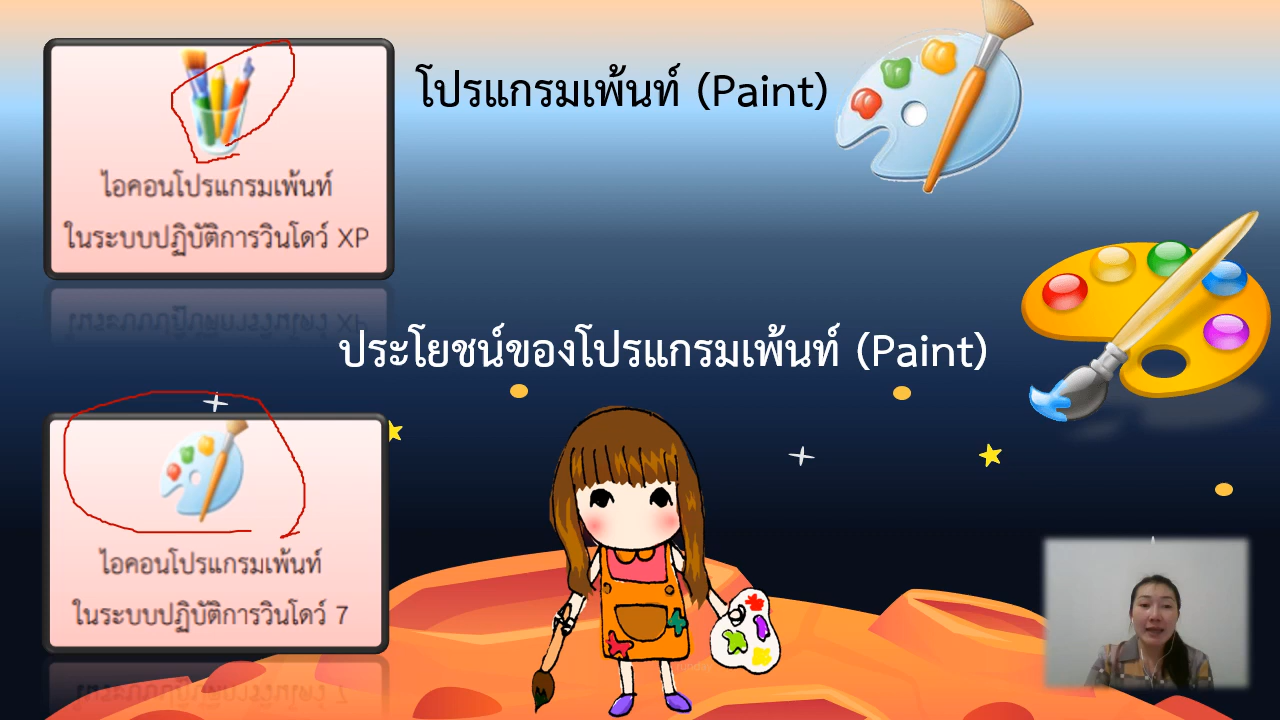 โปรแกรมเพ้นท์ (Paint)
ไอคอนโปรแกรมเพ้นท์
ในระบบปฏิบัติการวินโดว์ XP
ประโยชน์ของโปรแกรมเพ้นท์ (Paint)
ไอคอนโปรแกรมเพ้นท์
ในระบบปฏิบัติการวินโดว์ 7